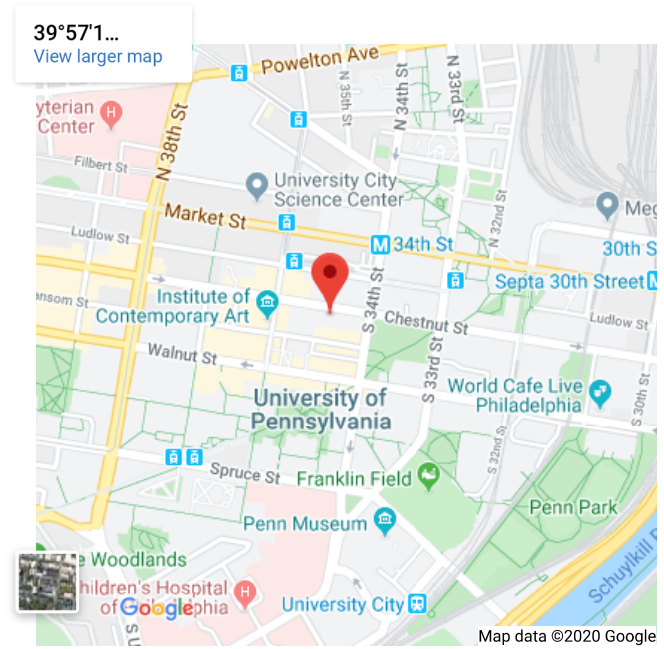 39°57'1...
View larger map
Powelton Ave
N 35th St
N 34th St
N 33rd St
yterian
Center
H
N 38th St
Filbert St
University City
Science Center
N 32nd St
Meg
Market St
Ludlow St
M 34th St
30th S
Septa 30th Street
M
ansom St
Institute of
Contemporary Art
S 34th St
Chestnut St
Ludlow St
Walnut St
S 33rd St
World Cafe Live
Philadelphia
S 30th St
University of
Pennsylvania
S 32nd St
Spruce St
Franklin Field
Penn Park
Penn Museum
e Woodlands
hildren's Hospital
of Philadelphia
H
Google
University City
Schuylkill
Map data ©2020 Google